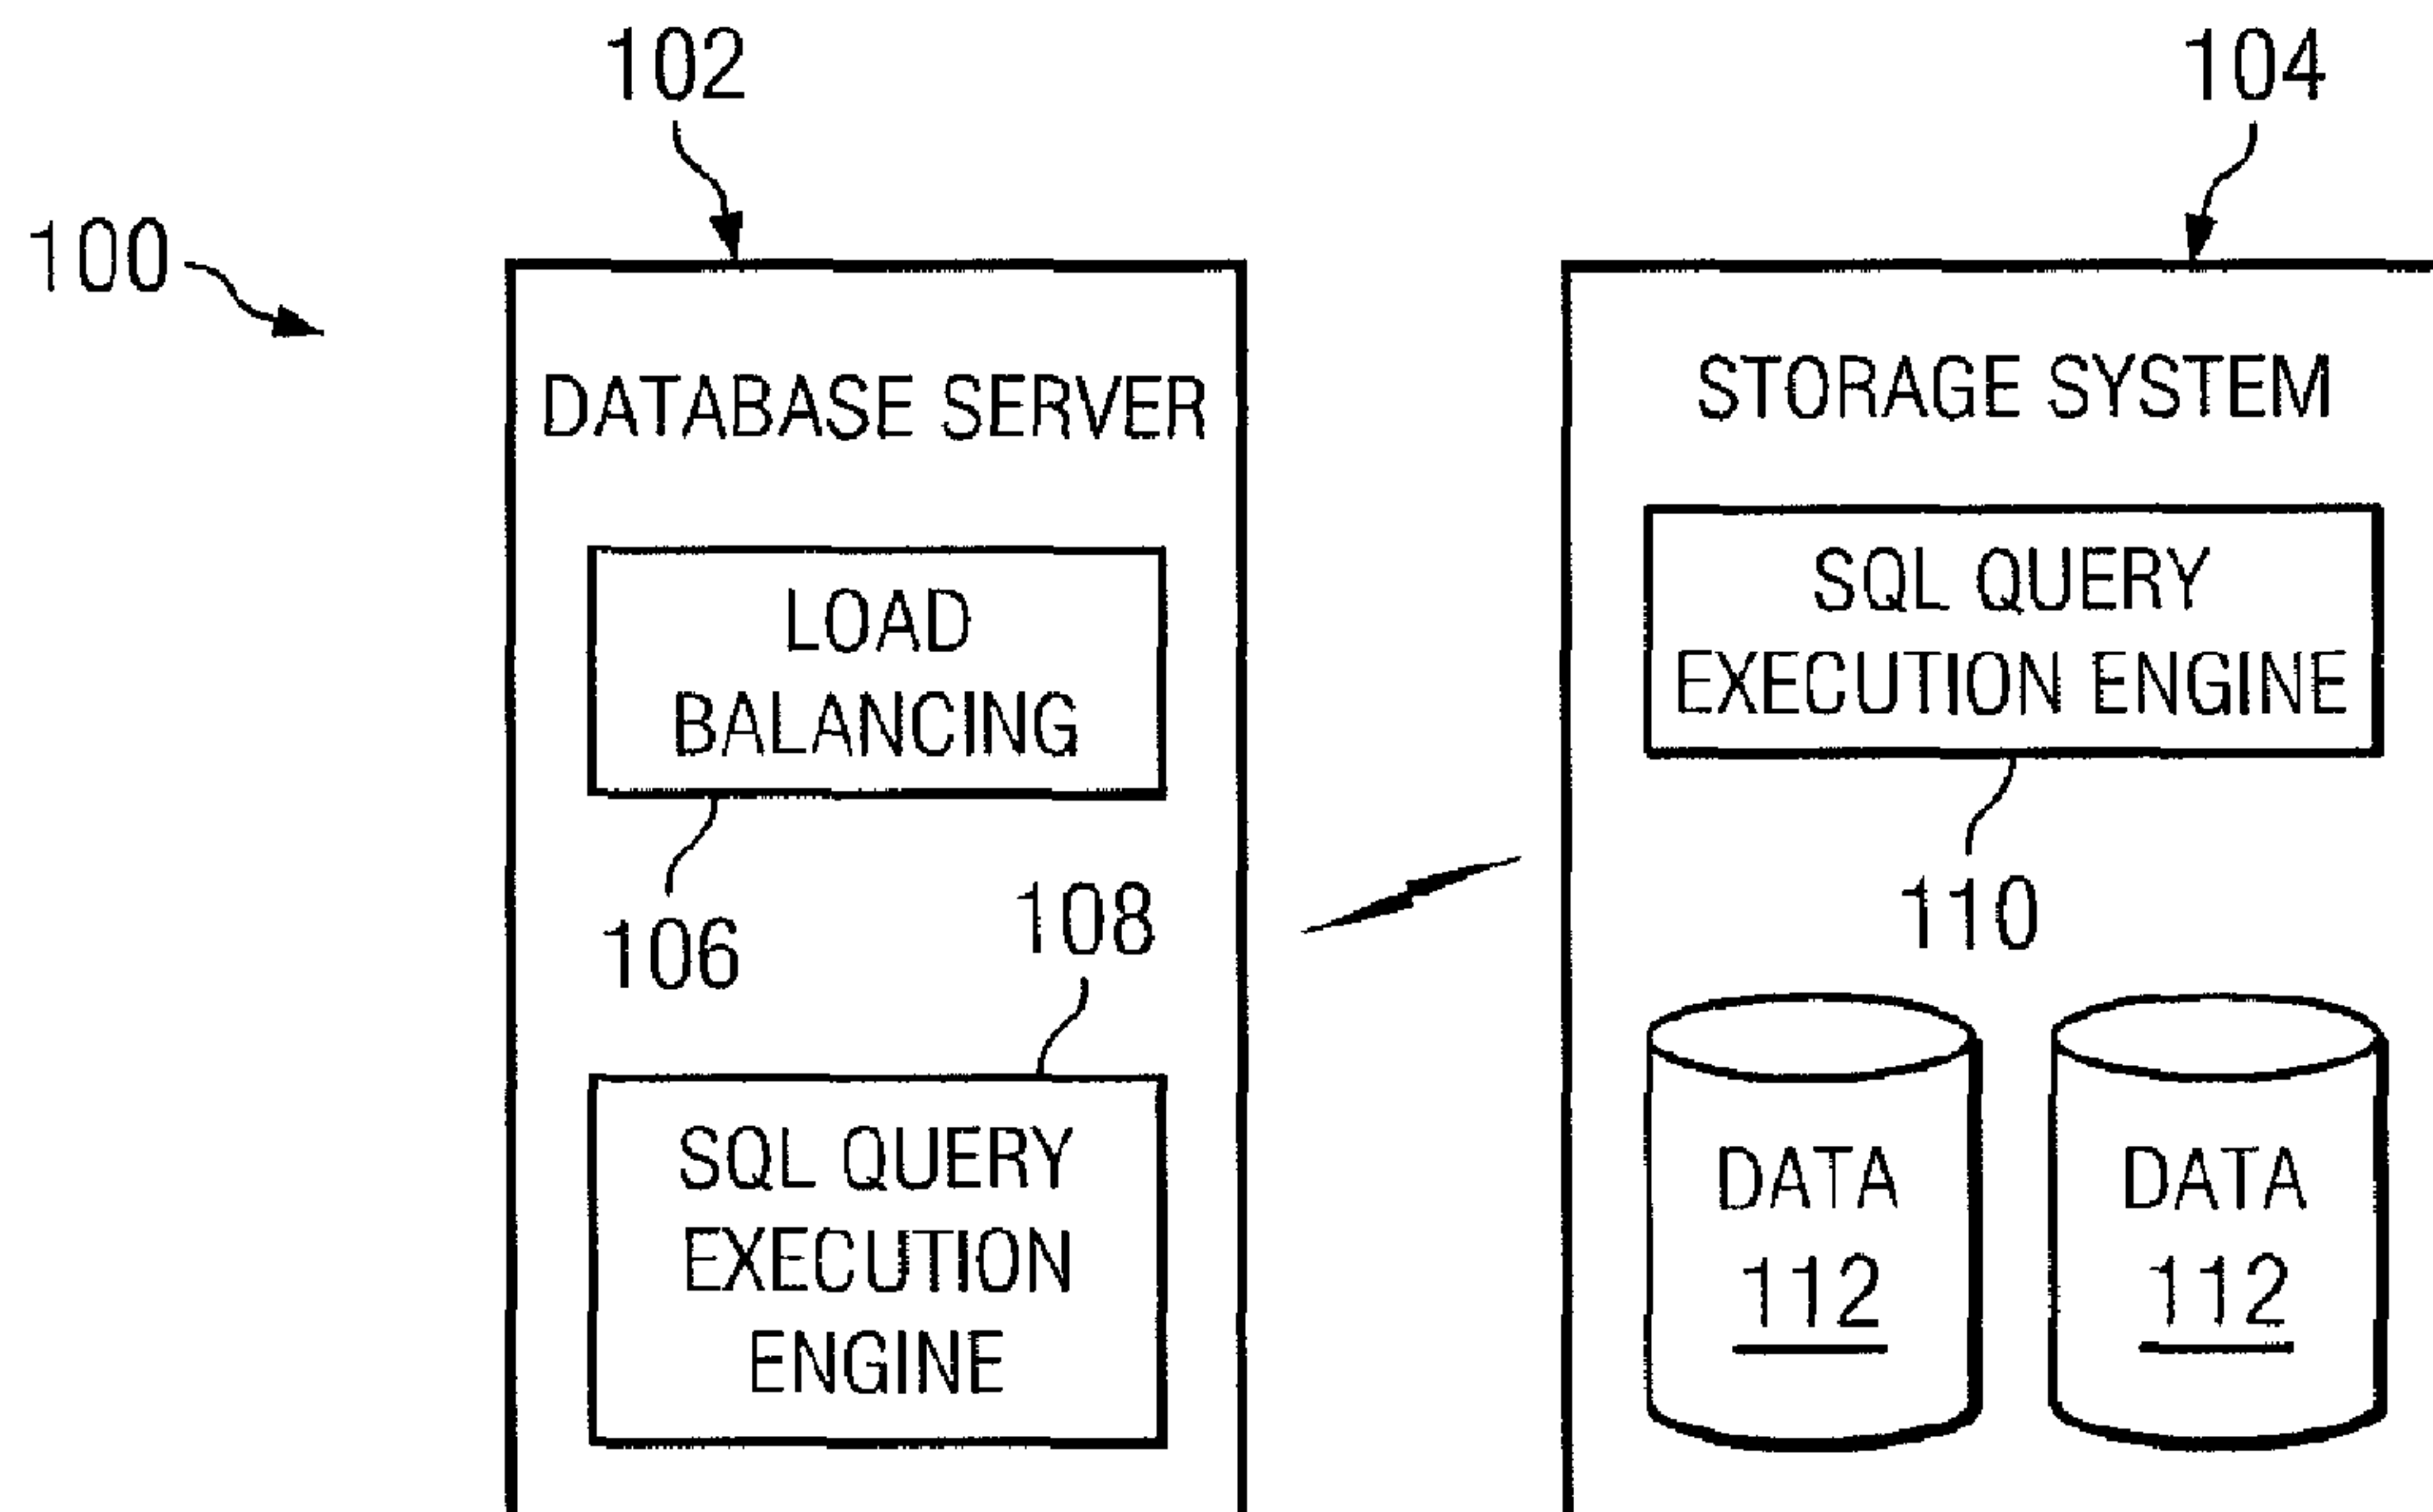 102
104
100
DATABASE SERVER
STORAGE SYSTEM
LOAD
BALANCING
SQL QUERY
EXECUTION ENGINE
106
108
110
SQL QUERY
EXECUTION
ENGINE
DATA
112
DATA
112